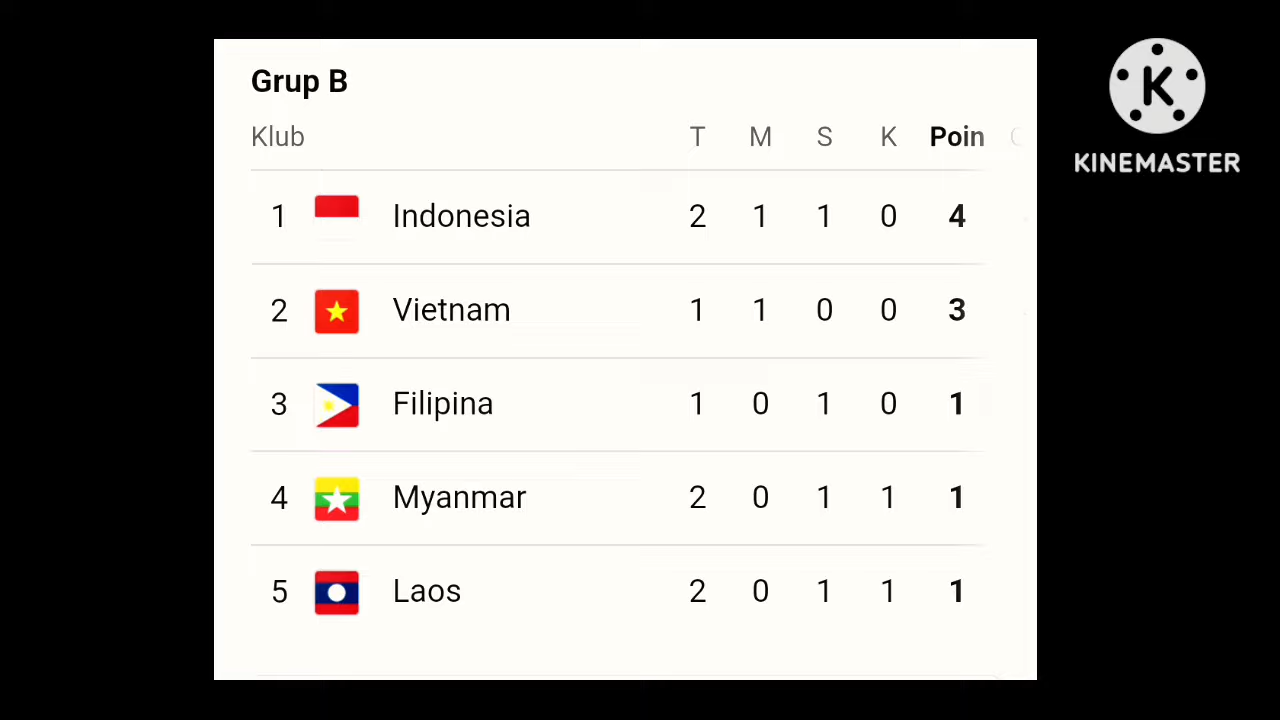 Grup B
Klub T M S K Poin
1 Indonesia 2 1 1 0 4
2 Vietnam 1 1 0 0 3
3 Filipina 1 0 1 0 1
4 Myanmar 2 0 1 1 1
5 Laos 2 0 1 1 1
K
KINEMASTER